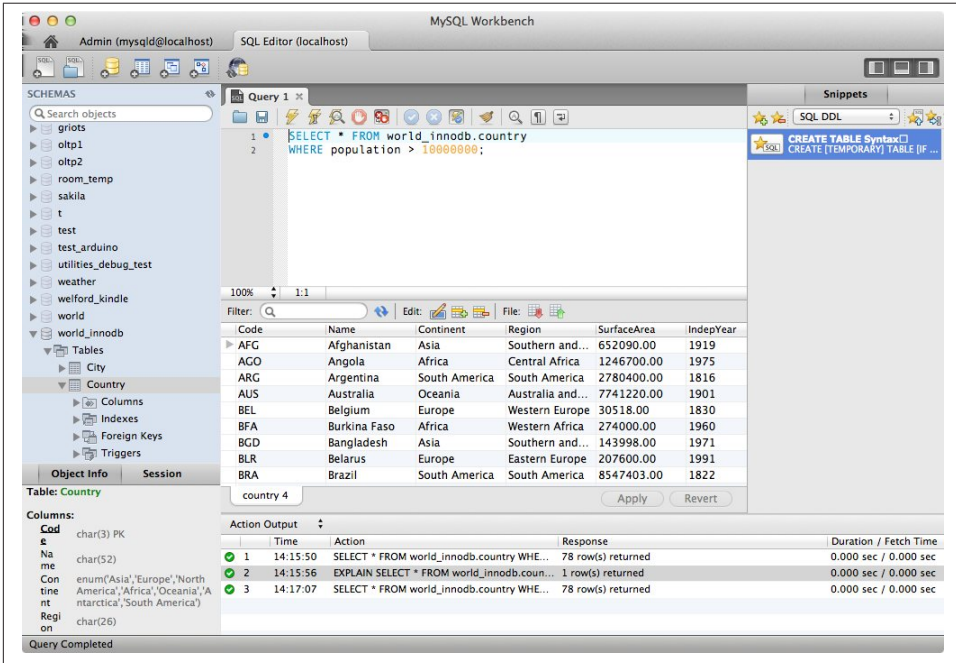 MySQL Workbench
Admin (mysqld@localhost)
SQL Editor (localhost)
SCHEMAS
Search objects
griots
oltp1
oltp2
room_temp
sakila
t
test
test_arduino
utilities_debug_test
weather
welford_kindle
world
world_innodb
Tables
City
Country
Columns
Indexes
Foreign Keys
Triggers
Object Info Session
Table: Country
Columns:
Cod
e
char(3) PK
Na
me
char(52)
Con
tine
nt
enum('Asia','Europe','North
America','Africa','Oceania','A
ntarctica','South America')
Regi
on
char(26)
Query Completed
Query 1
1 SELECT * FROM world_innodb.country
2 WHERE population > 10000000;
100% 1:1
Filter: Edit: File:
Code Name Continent Region SurfaceArea IndepYear
AFG Afghanistan Asia Southern and... 652090.00 1919
AGO Angola Africa Central Africa 1246700.00 1975
ARG Argentina South America South America 2780400.00 1816
AUS Australia Oceania Australia and... 7741220.00 1901
BEL Belgium Europe Western Europe 30518.00 1830
BFA Burkina Faso Africa Western Africa 274000.00 1960
BGD Bangladesh Asia Southern and... 143998.00 1971
BLR Belarus Europe Eastern Europe 207600.00 1991
BRA Brazil South America South America 8547403.00 1822
country 4
Apply Revert
Snippets
SQL DDL
SQL
CREATE TABLE Syntax
CREATE [TEMPORARY] TABLE [IF ...
Action Output
Time Action Response Duration / Fetch Time
1 14:15:50 SELECT * FROM world_innodb.country WHE... 78 row(s) returned 0.000 sec / 0.000 sec
2 14:15:56 EXPLAIN SELECT * FROM world_innodb.coun... 1 row(s) returned 0.000 sec / 0.000 sec
3 14:17:07 SELECT * FROM world_innodb.country WHE... 78 row(s) returned 0.000 sec / 0.000 sec